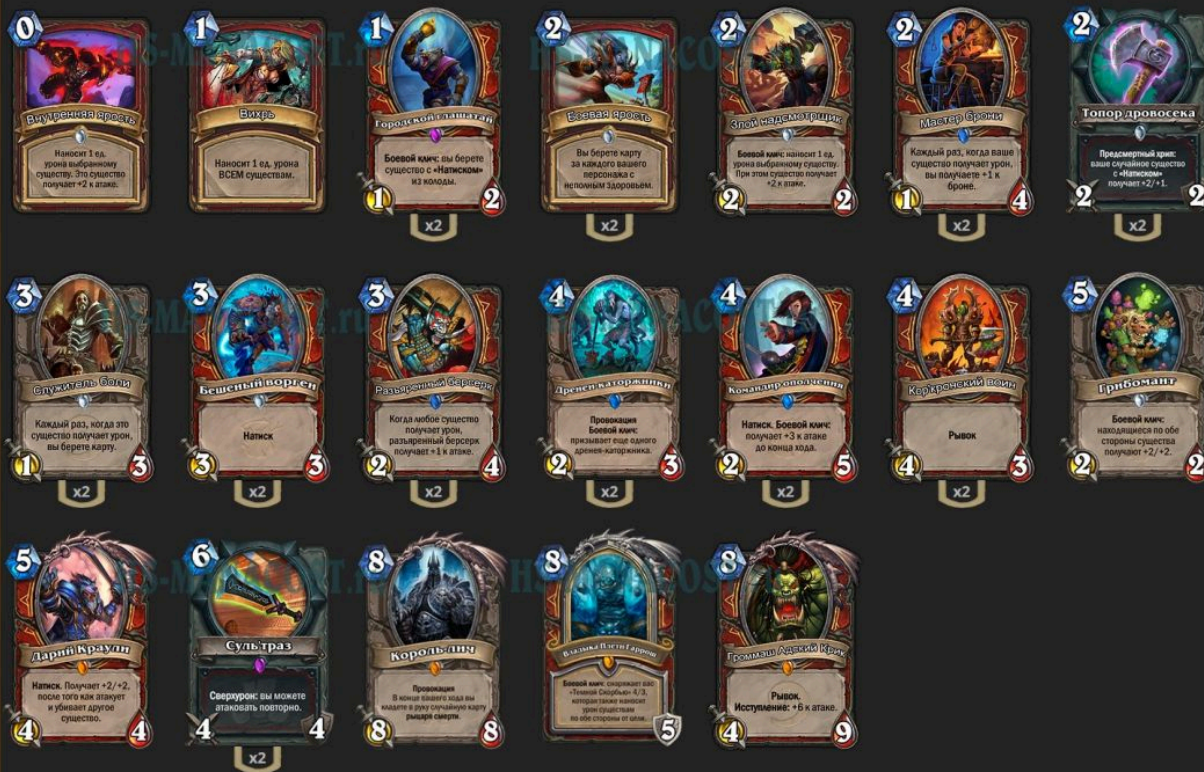 0
Внутренняя ярость
Наносит 1 ед.
урона выбранному
существу. Это существо
получает +2 к атаке.
1
Вихрь
Наносит 1 ед. урона
ВСЕМ существам.
1
Городской глашатай
Боевой клич: вы берете
существо с «Натиском»
из колоды.
1
2
x2
2
Боевая ярость
Вы берете карту
за каждого вашего
персонажа с
неполным здоровьем.
x2
2
Злой надсмотрщик
Боевой клич: наносит 1 ед.
урона выбранному существу.
При этом существо получает
+2 к атаке.
2
2
2
Мастер брони
Каждый раз, когда ваше
существо получает урон,
вы получаете +1 к
броне.
1
4
x2
2
Топор дровосека
Предсмертный хрип:
ваше случайное существо
с «Натиском»
получает +2/+1.
2
2
x2
3
Служитель боли
Каждый раз, когда это
существо получает урон,
вы берете карту.
1
3
x2
3
Бешеный ворген
Натиск
3
3
x2
3
Разъяренный берсерк
Когда любое существо
получает урон,
разъяренный берсерк
получает +1 к атаке.
2
4
x2
4
Дреней-каторжники
Провокация
Боевой клич:
призывает еще одного
дренея-каторжника.
2
3
x2
4
Командир ополчения
Натиск. Боевой клич:
получает +3 к атаке
до конца хода.
2
5
x2
4
Кор'кронский воин
Рывок
4
3
x2
5
Грибомант
Боевой клич:
находящиеся по обе
стороны существа
получают +2/+2.
2
2
5
Дарий Краули
Натиск. Получает +2/+2,
после того как атакует
и убивает другое
существо.
4
4
6
Суль'траз
Сверхурон: вы можете
атаковать повторно.
4
4
x2
8
Король-лич
Провокация
В конце вашего хода вы
кладете в руку случайную карту
рыцаря смерти.
8
8
8
Владыка Плети Гаррош
Боевой клич: снаряжает вас
«Темной Скорбью» 4/3,
которая также наносит
урон существам
по обе стороны от цели.
5
8
Громмаш Адский Крик
Рывок.
Исступление: +6 к атаке.
4
9